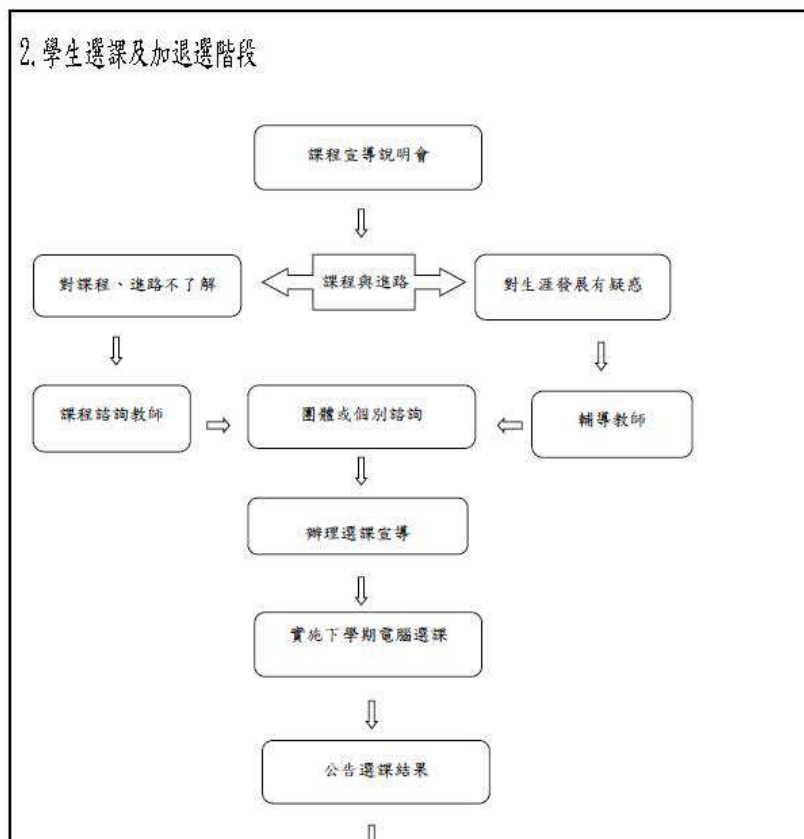 2.學生選課及加退選階段
課程宣導說明會
對課程、進路不了解
課程與進路
對生涯發展有疑惑
課程諮詢教師
團體或個別諮詢
輔導教師
辦理選課宣導
實施下學期電腦選課
公告選課結果